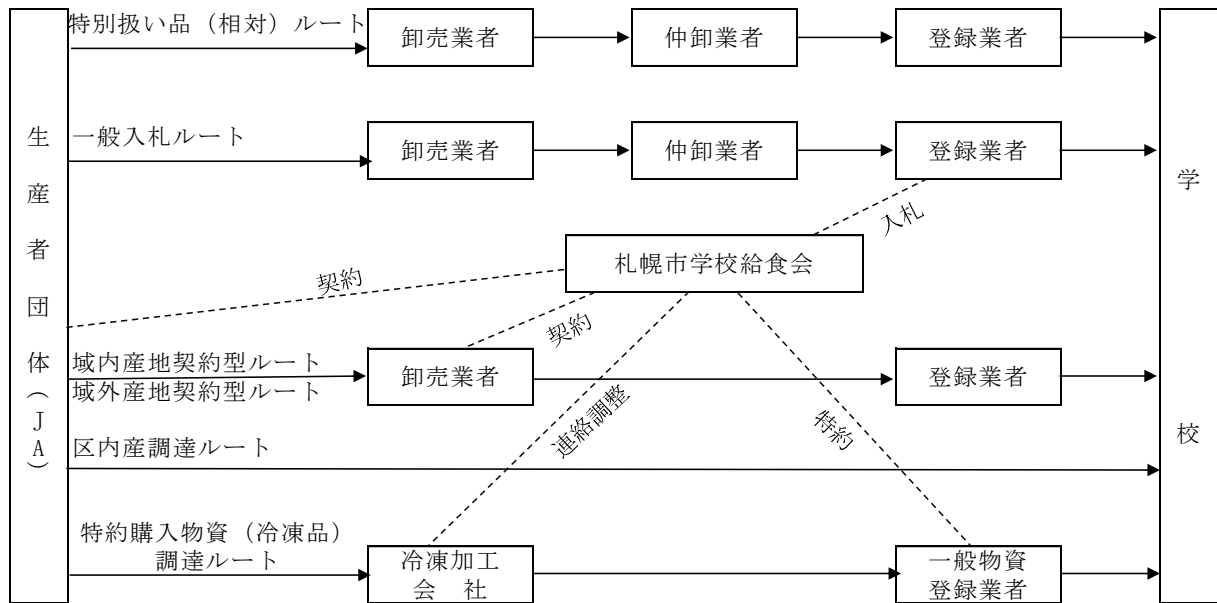 特別扱い品（相対）ルート
卸売業者
仲卸業者
登録業者
一般入札ルート
卸売業者
仲卸業者
登録業者
生産者団体（ＪＡ）
学校
入札
札幌市学校給食会
契約
契約
域内産地契約型ルート
域外産地契約型ルート
卸売業者
登録業者
連絡調整
特約
区内産調達ルート
特約購入物資（冷凍品）
調達ルート
冷凍加工
会　社
一般物資
登録業者